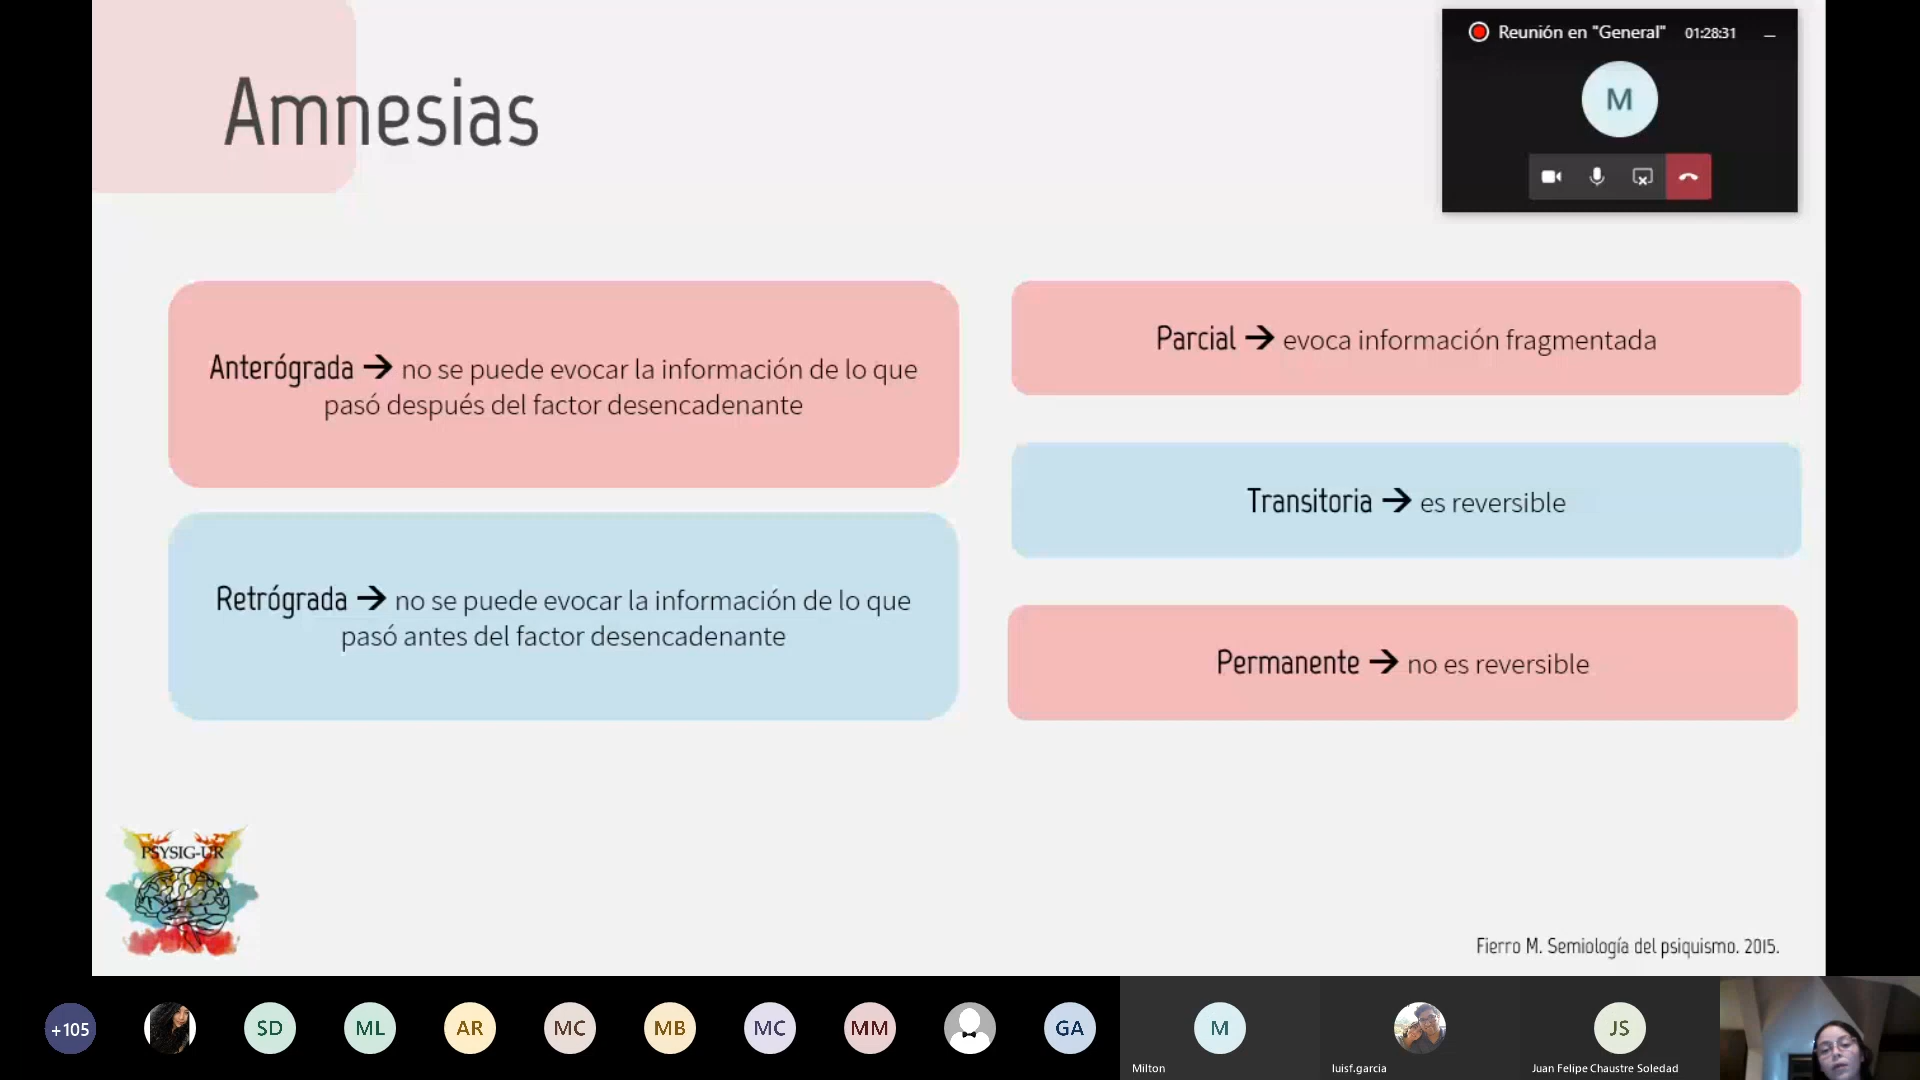 Amnesias
Reunión en "General" 01:28:31
M
Anterógrada → no se puede evocar la información de lo que
pasó después del factor desencadenante
Retrógrada → no se puede evocar la información de lo que
pasó antes del factor desencadenante
Parcial → evoca información fragmentada
Transitoria → es reversible
Permanente → no es reversible
PSYSIG-UR
Fierro M. Semiología del psiquismo. 2015.
+105 SD ML AR MC MB MC MM GA M JS
Milton luisf.garcia Juan Felipe Chaustre Soledad